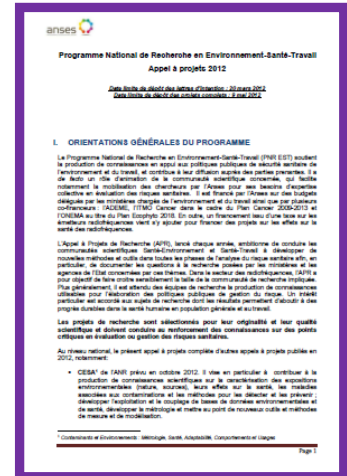 anses
Programme National de Recherche en Environnement-Santé-Travail
Appel à projets 2012
Date limite de dépôt des lettres d'intention : 20 mars 2012
Date limite de dépôt des projets complets : 9 mai 2012
I. ORIENTATIONS GÉNÉRALES DU PROGRAMME
Le Programme National de Recherche en Environnement-Santé-Travail (PNR EST) soutient
la production de connaissances en appui aux politiques publiques de sécurité sanitaire de
l'environnement et du travail, et contribue à leur diffusion auprès des parties prenantes. Il a
de facto un rôle d'animation de la communauté scientifique concernée, qui facilite
notamment la mobilisation des chercheurs par l'Anses pour ses besoins d'expertise
collective en évaluation des risques sanitaires. Il est financé par l'Anses sur des budgets
délégués par les ministères chargés de l'environnement et du travail ainsi que par plusieurs
co-financeurs : l'ADEME, l'ITMO Cancer dans le cadre du Plan Cancer 2009-2013 et
l'ONEMA au titre du Plan Ecophyto 2018. En outre, un financement issu d'une taxe sur les
émetteurs radiofréquences vient s'y ajouter pour financer des projets sur les effets sur la
santé des radiofréquences.
L'Appel à Projets de Recherche (APR), lancé chaque année, ambitionne de conduire les
communautés scientifiques Santé-Environnement et Santé-Travail à développer de
nouvelles méthodes et outils dans toutes les phases de l'analyse du risque sanitaire afin, en
particulier, de documenter les questions à la recherche posées par les ministères et les
agences de l'Etat concernées par ces thèmes. Dans le secteur des radiofréquences, l'APR a
pour objectif de faire croître sensiblement la taille de la communauté de recherche impliquée.
Plus généralement, il est attendu des équipes de recherche la production de connaissances
utilisables pour l'élaboration des politiques publiques de gestion du risque. Un intérêt
particulier est accordé aux sujets de recherche dont les résultats permettent d'aboutir à des
progrès durables dans la santé humaine en population générale et au travail.
Les projets de recherche sont sélectionnés pour leur originalité et leur qualité
scientifique et doivent conduire au renforcement des connaissances sur des points
critiques en évaluation ou gestion des risques sanitaires.
Au niveau national, le présent appel à projets complète d'autres appels à projets publiés en
2012, notamment:
• CESA¹ de l'ANR prévu en octobre 2012. Il vise en particulier à contribuer à la
production de connaissances scientifiques sur la caractérisation des expositions
environnementales (nature, sources), leurs effets sur la santé, les maladies
associées aux contaminations et les méthodes pour les détecter et les prévenir ;
développer l'exploitation et le couplage de bases de données environnementales et
de santé, développer la métrologie et mettre au point de nouveaux outils et méthodes
de mesure et de modélisation.
¹ Contaminants et Environnements : Métrologie, Santé, Adaptabilité, Comportements et Usages
Page 1